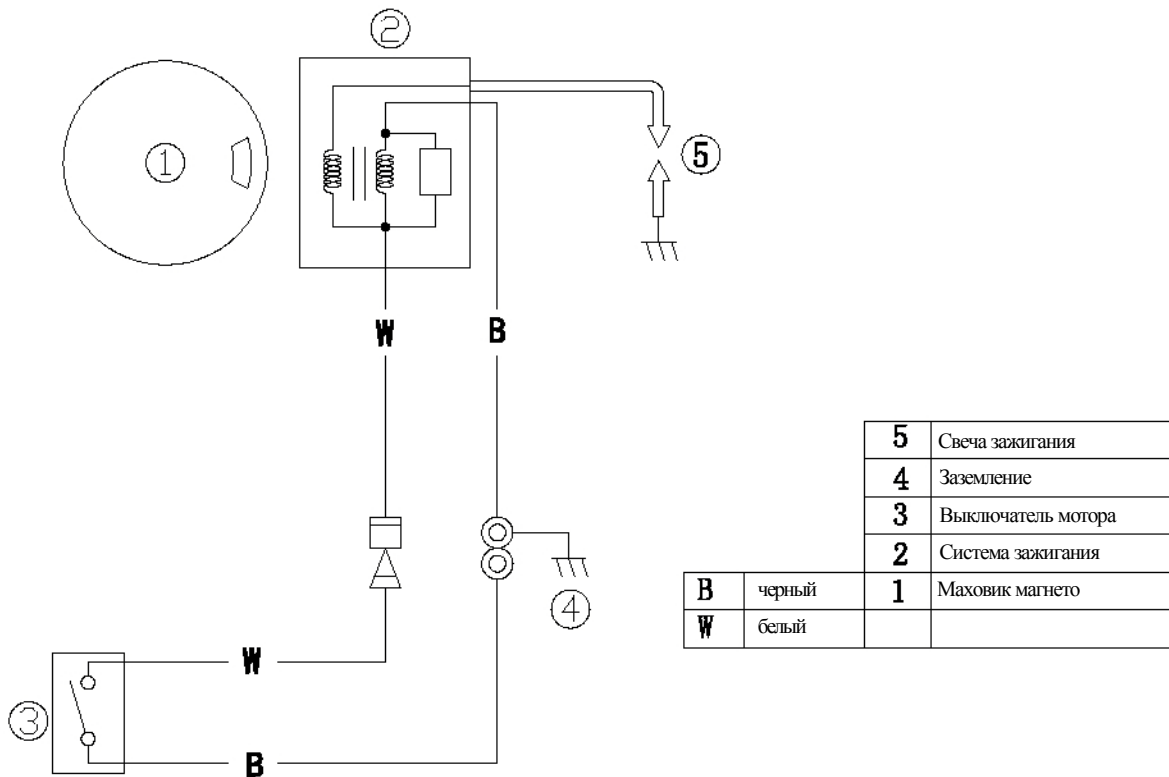 2
1
5
W
B
4
W
3
B
5 Свеча зажигания
4 Заземление
3 Выключатель мотора
2 Система зажигания
B черный 1 Маховик магнето
W белый